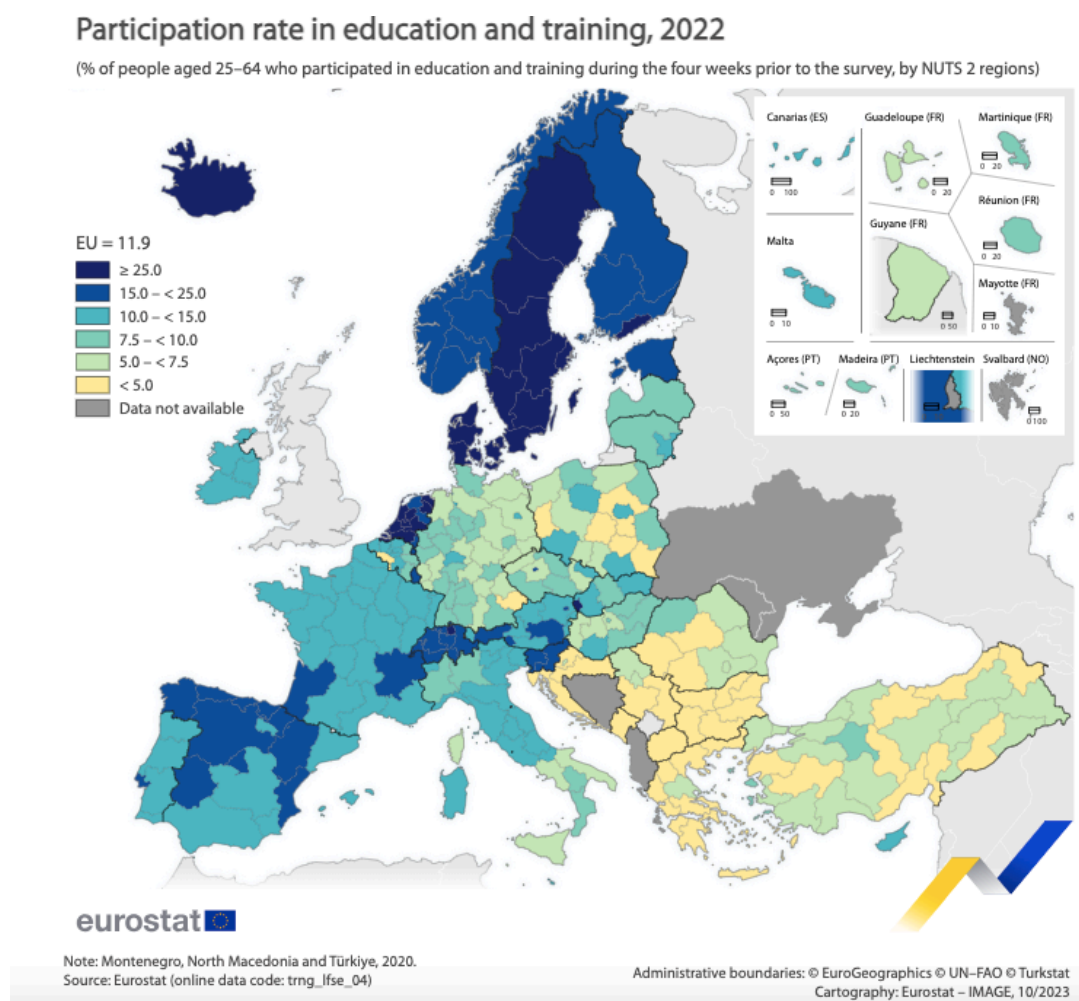 Participation rate in education and training, 2022
(% of people aged 25–64 who participated in education and training during the four weeks prior to the survey, by NUTS 2 regions)
EU = 11.9
≥ 25.0
15.0 – < 25.0
10.0 – < 15.0
7.5 – < 10.0
5.0 – < 7.5
< 5.0
Data not available
Canarias (ES)
0 100
Guadeloupe (FR)
0 20
Martinique (FR)
0 20
Malta
0 10
Guyane (FR)
0 50
Réunion (FR)
0 20
Mayotte (FR)
0 10
Açores (PT)
0 50
Madeira (PT)
0 20
Liechtenstein
Svalbard (NO)
0 100
eurostat
Note: Montenegro, North Macedonia and Türkiye, 2020.
Source: Eurostat (online data code: trng_lfse_04)
Administrative boundaries: © EuroGeographics © UN–FAO © Turkstat
Cartography: Eurostat – IMAGE, 10/2023